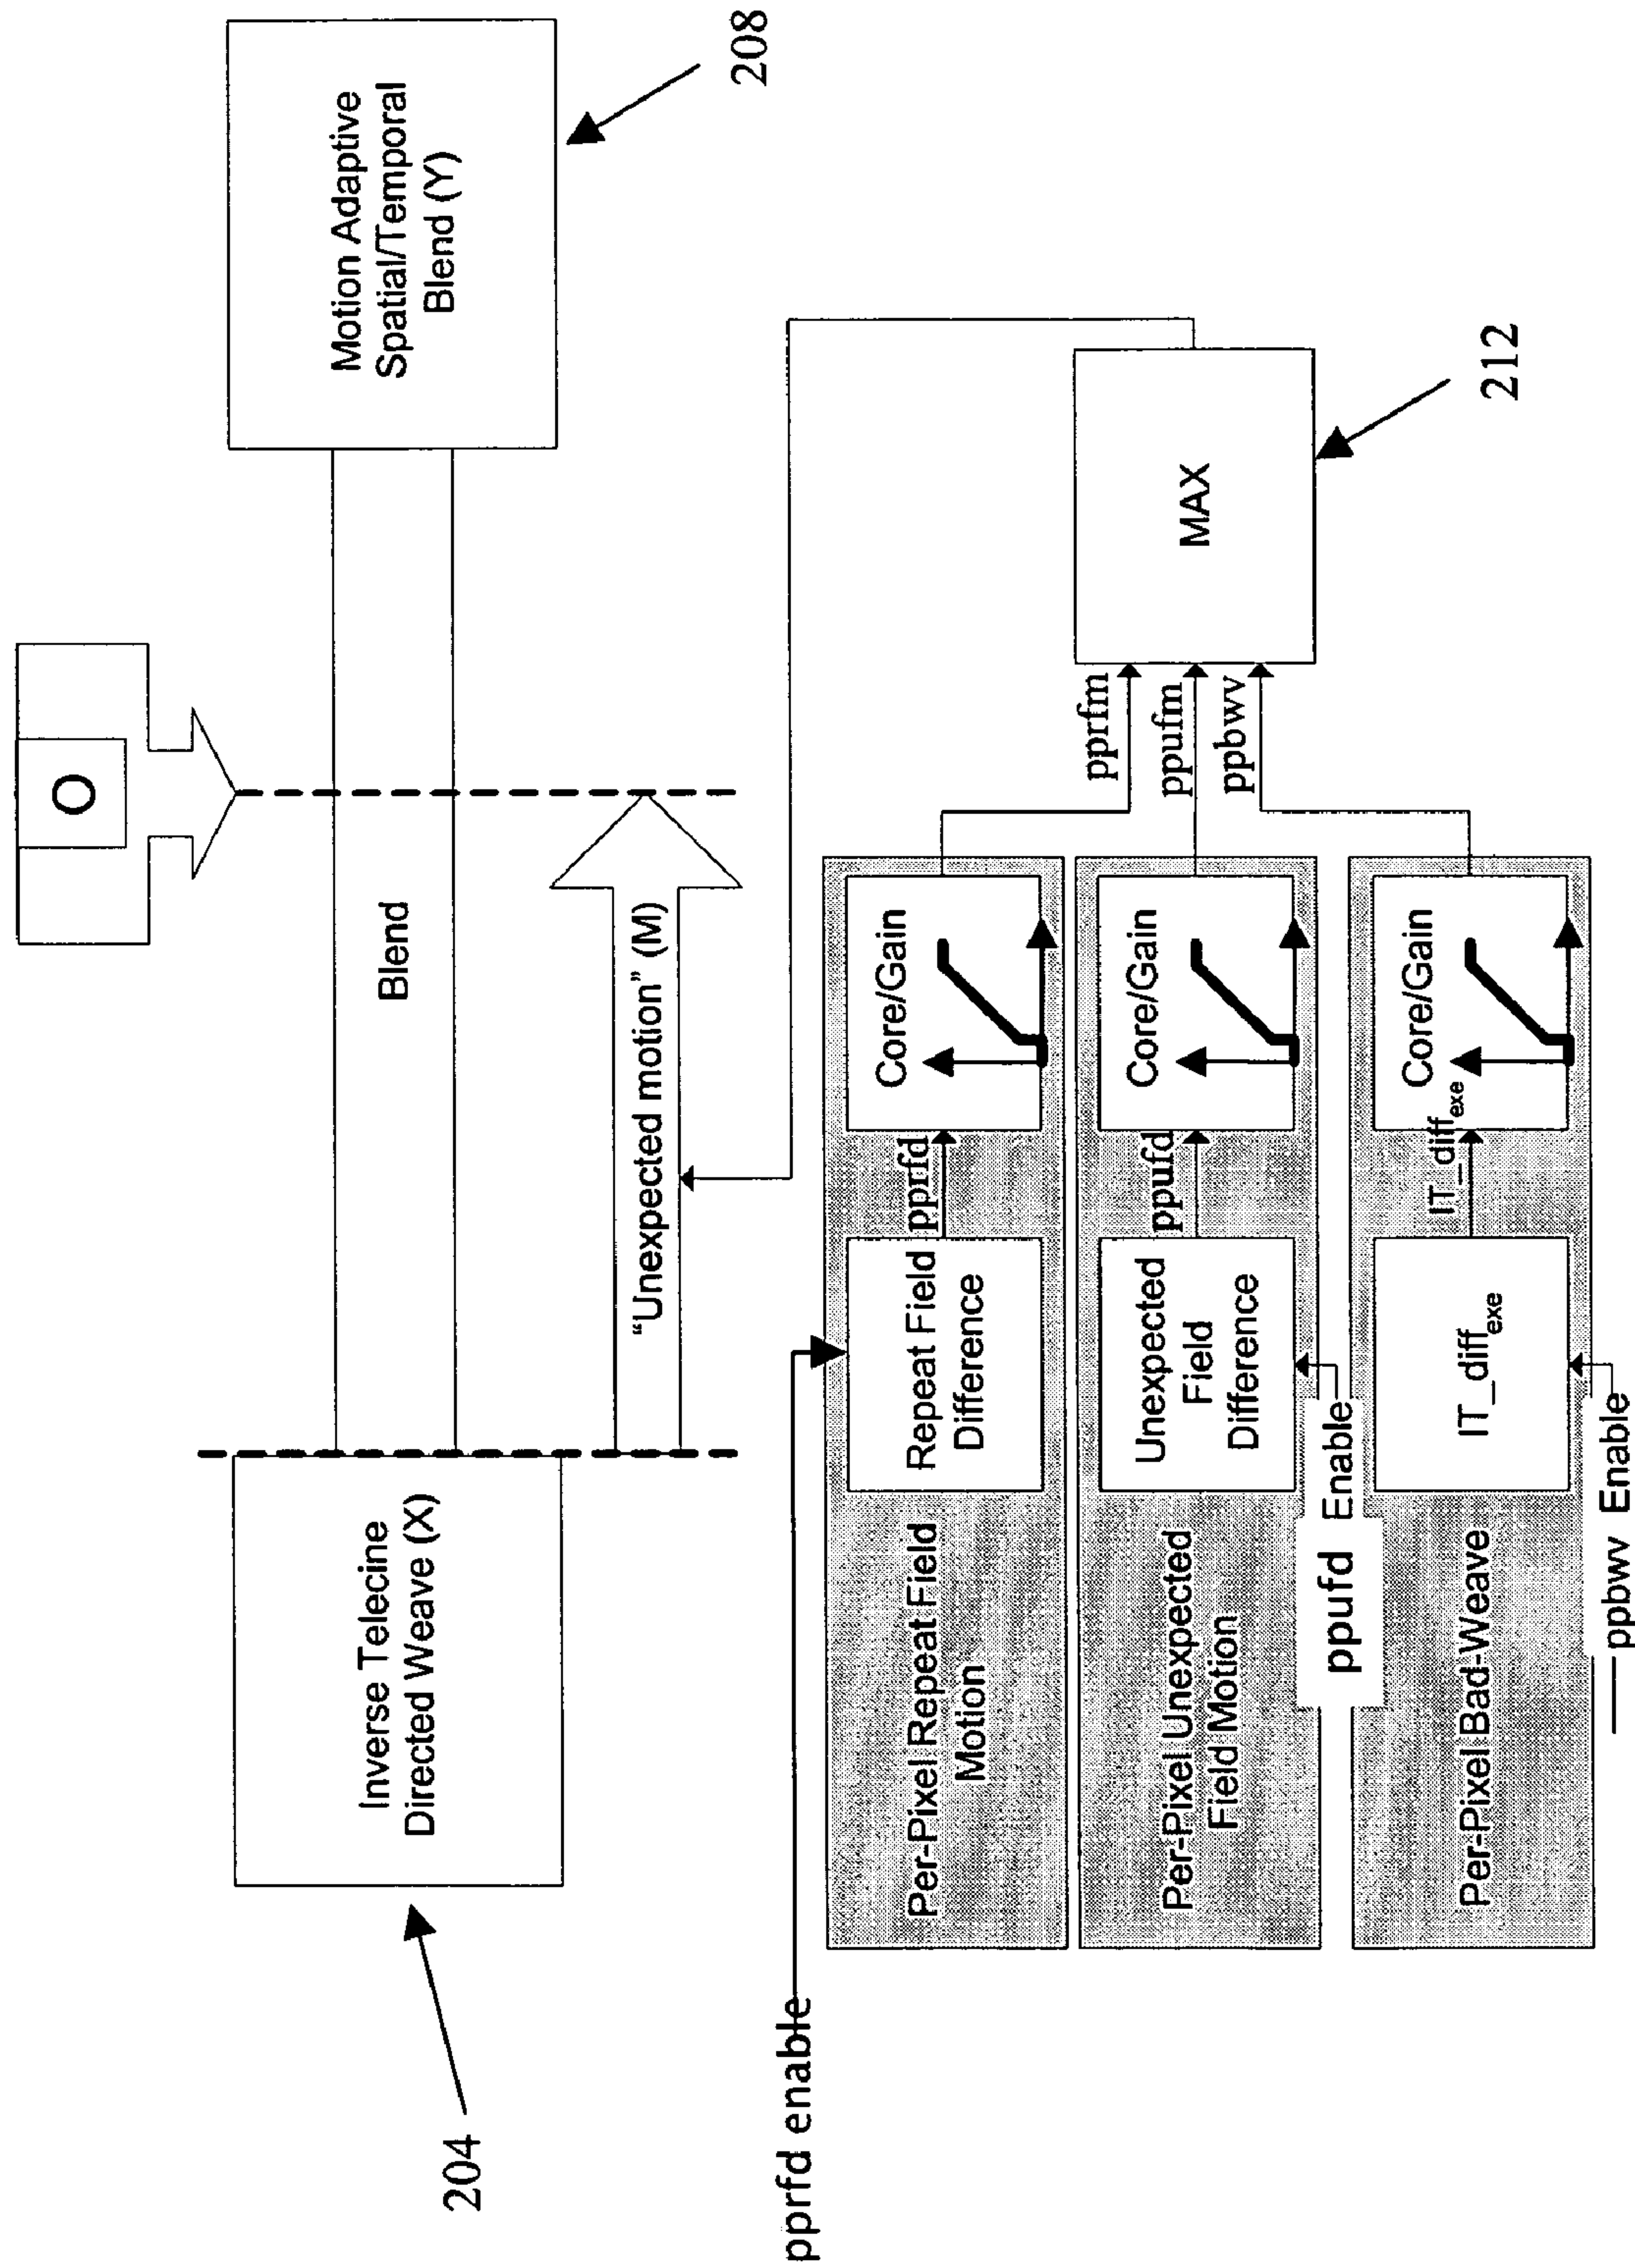 O
Inverse Telecine
Directed Weave (X)
Blend
Motion Adaptive
Spatial/Temporal
Blend (Y)
204
208
"Unexpected motion" (M)
pprfd enable
Per-Pixel Repeat Field
Motion
Repeat Field
Difference
pprfd
Core/Gain
pprfm
Per-Pixel Unexpected
Field Motion
Unexpected
Field
Difference
ppufd
Core/Gain
ppufm
MAX
212
ppufd Enable
Per-Pixel Bad-Weave
IT_diffexe
IT_diffexe
Core/Gain
ppbwv
ppbwv Enable